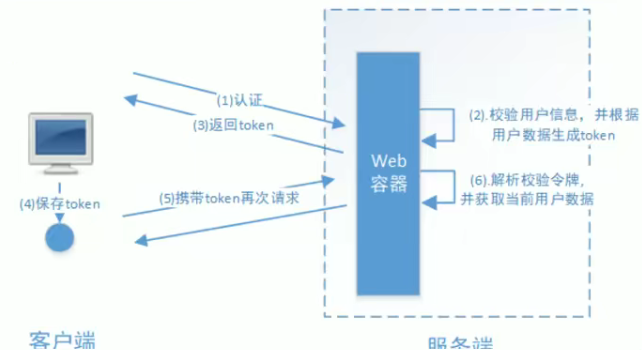 (1)认证
(3)返回token
(2).校验用户信息，并根据
用户数据生成token
Web
容器
(4)保存token
(5)携带token再次请求
(6).解析校验令牌,
并获取当前用户数据
客户端
服务端